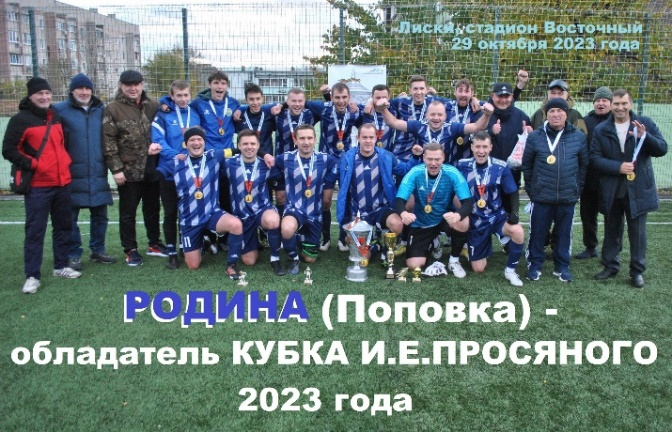 Лиски, стадион Восточный
29 октября 2023 года
РОДИНА (Поповка) -
обладатель КУБКА И.Е.ПРОСЯНОГО
2023 года